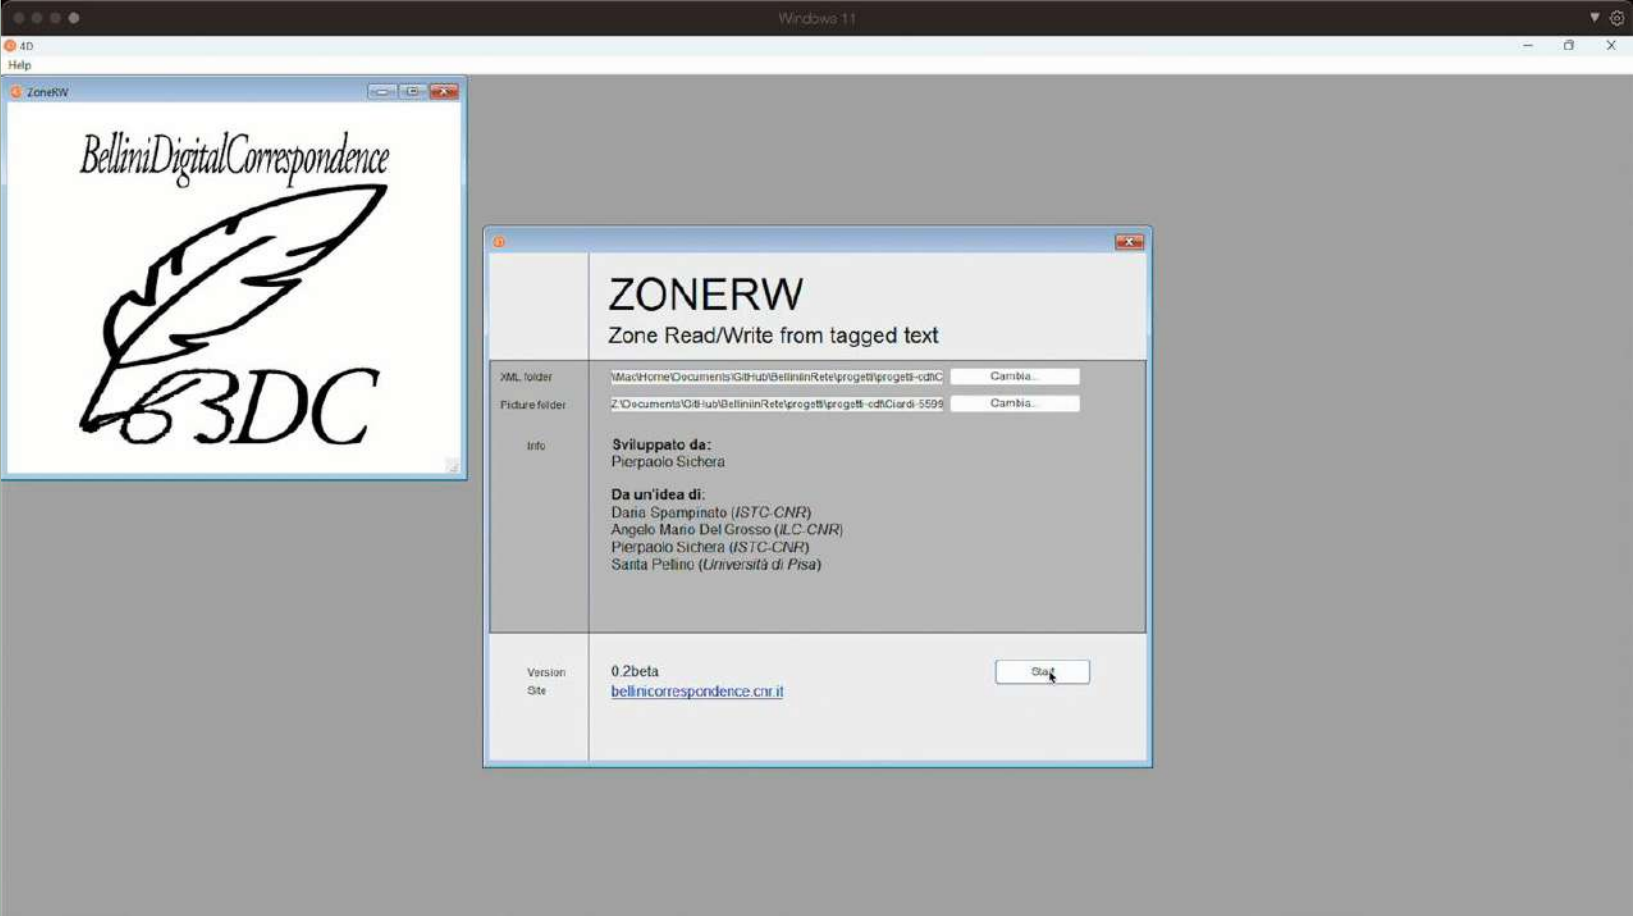 Windows 11
4D
Help
ZoneRW
BelliniDigitalCorrespondence
BDC
ZONERW
Zone Read/Write from tagged text
XML folder
\\Mac\Home\Documents\GitHub\BelliniInRete\progetti\progetti-cdf\C
Cambia...
Picture folder
Z:\Documents\GitHub\BelliniInRete\progetti\progetti-cdf\Ciardi-5599
Cambia...
Info
Sviluppato da:
Pierpaolo Sichera
Da un'idea di:
Daria Spampinato (ISTC-CNR)
Angelo Mario Del Grosso (ILC-CNR)
Pierpaolo Sichera (ISTC-CNR)
Santa Pellino (Università di Pisa)
Version
0.2beta
Start
Site
bellinicorrespondence.cnr.it